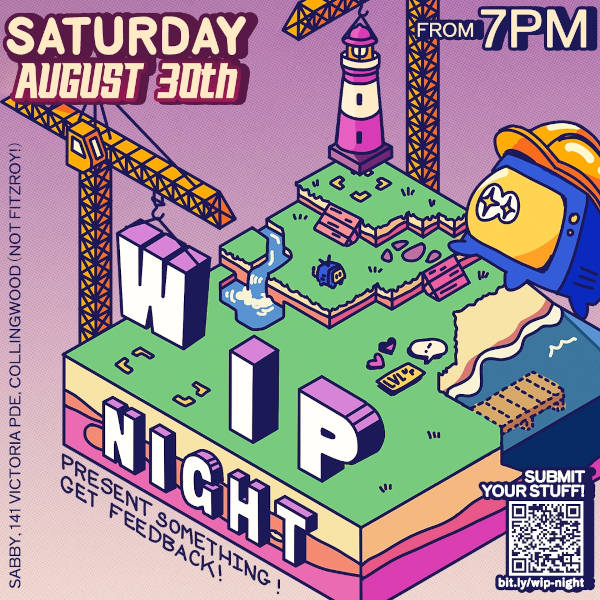 SATURDAY
AUGUST 30th
FROM 7PM
SABBY, 141 VICTORIA PDE, COLLINGWOOD (NOT FITZROY!)
WIP
NIGHT
PRESENT SOMETHING!
GET FEEDBACK!
SUBMIT
YOUR STUFF!
bit.ly/wip-night